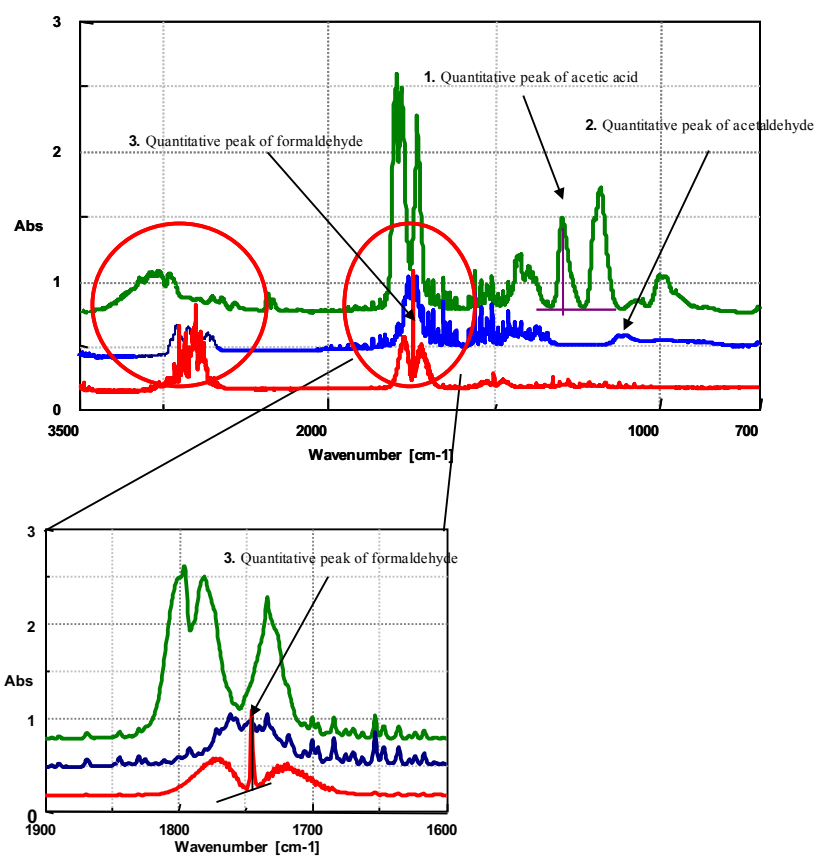 3
1. Quantitative peak of acetic acid
2. Quantitative peak of acetaldehyde
3. Quantitative peak of formaldehyde
2
Abs
1
0
3500 2000 1000 700
Wavenumber [cm-1]
3
3. Quantitative peak of formaldehyde
2
Abs
1
0
1900 1800 1700 1600
Wavenumber [cm-1]